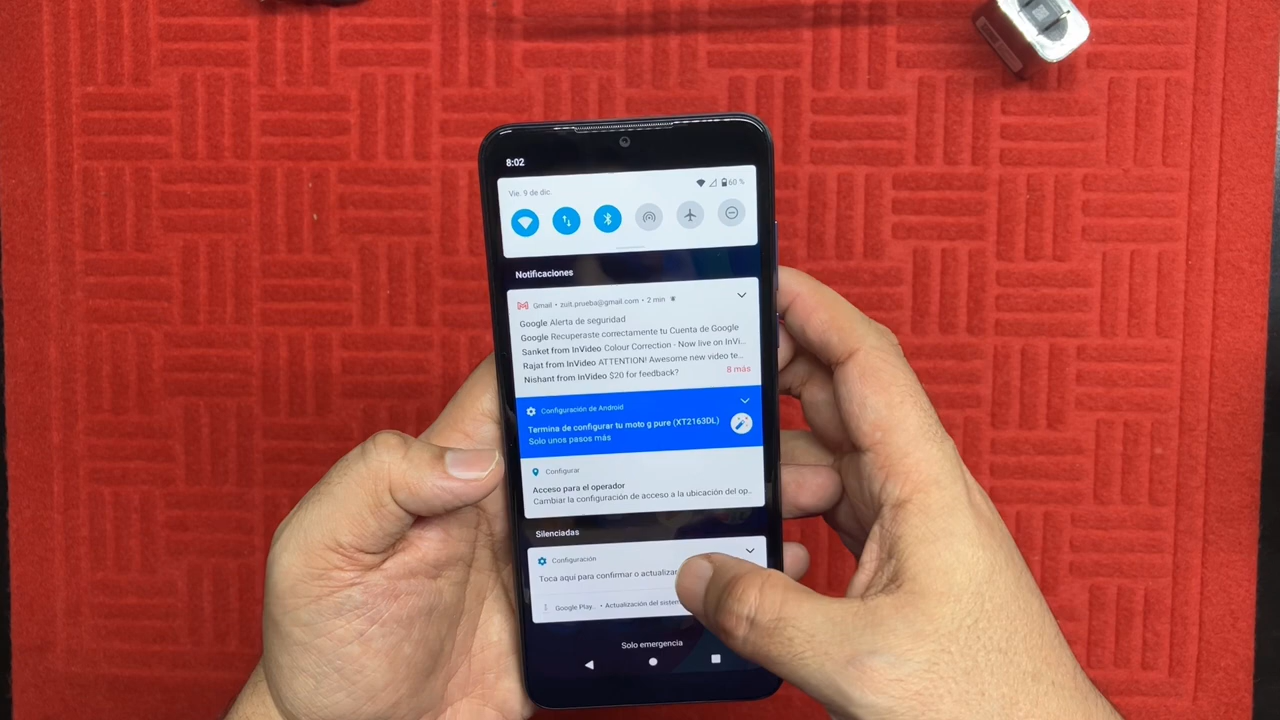 8:02
Vie. 9 de dic.
60 %
Notificaciones
Gmail • zuit.prueba@gmail.com • 2 min
Google Alerta de seguridad
Google Recuperaste correctamente tu Cuenta de Google
Sanket from InVideo Colour Correction - Now live on InVi...
Rajat from InVideo ATTENTION! Awesome new video te...
Nishant from InVideo $20 for feedback?
8 más
Configuración de Android
Termina de configurar tu moto g pure (XT2163DL)
Solo unos pasos más
Configurar
Acceso para el operador
Cambiar la configuración de acceso a la ubicación del op...
Silenciadas
Configuración
Toca aquí para confirmar o actualizar
Google Play... • Actualización del sistem
Solo emergencia